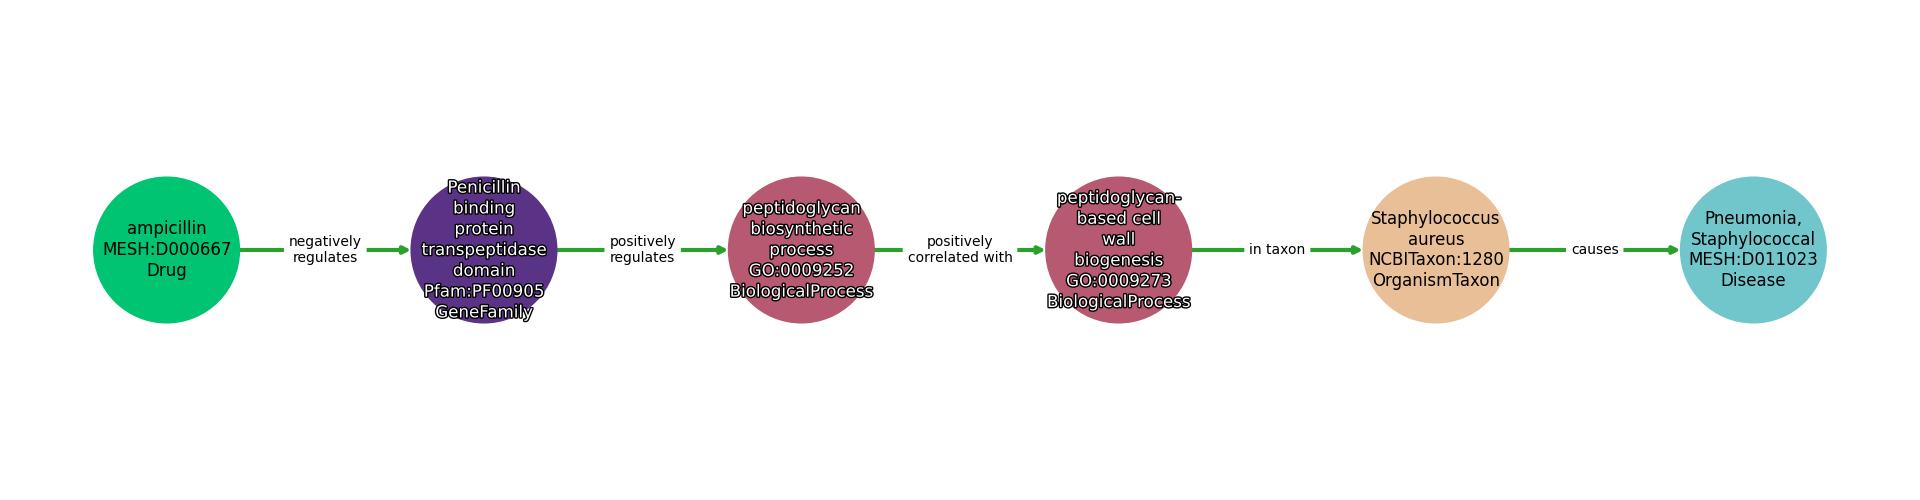 ampicillin
MESH:D000667
Drug
negatively
regulates
Penicillin
binding
protein
transpeptidase
domain
Pfam:PF00905
GeneFamily
positively
regulates
peptidoglycan
biosynthetic
process
GO:0009252
BiologicalProcess
positively
correlated with
peptidoglycan-
based cell
wall
biogenesis
GO:0009273
BiologicalProcess
in taxon
Staphylococcus
aureus
NCBITaxon:1280
OrganismTaxon
causes
Pneumonia,
Staphylococcal
MESH:D011023
Disease